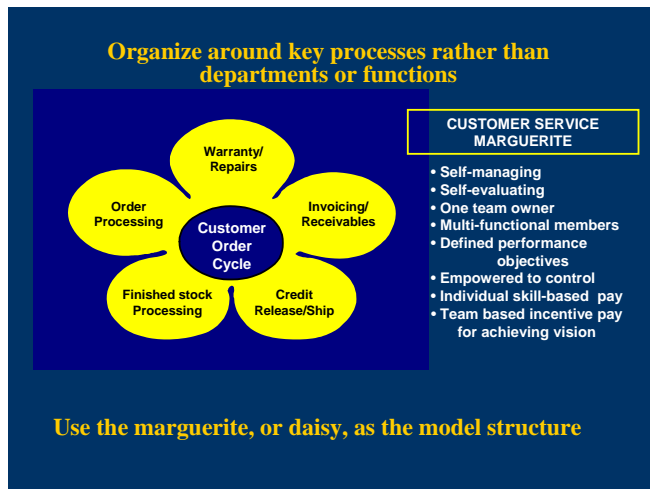 Organize around key processes rather than
departments or functions
Warranty/
Repairs
Order
Processing
Invoicing/
Receivables
Customer
Order
Cycle
Finished stock
Processing
Credit
Release/Ship
CUSTOMER SERVICE
MARGUERITE
• Self-managing
• Self-evaluating
• One team owner
• Multi-functional members
• Defined performance
objectives
• Empowered to control
• Individual skill-based pay
• Team based incentive pay
for achieving vision
Use the marguerite, or daisy, as the model structure